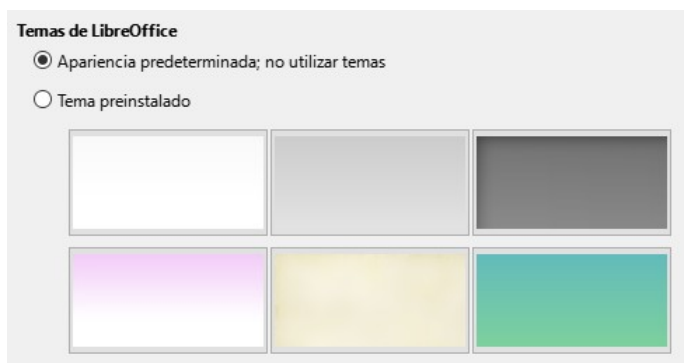 Temas de LibreOffice
Apariencia predeterminada; no utilizar temas
Tema preinstalado